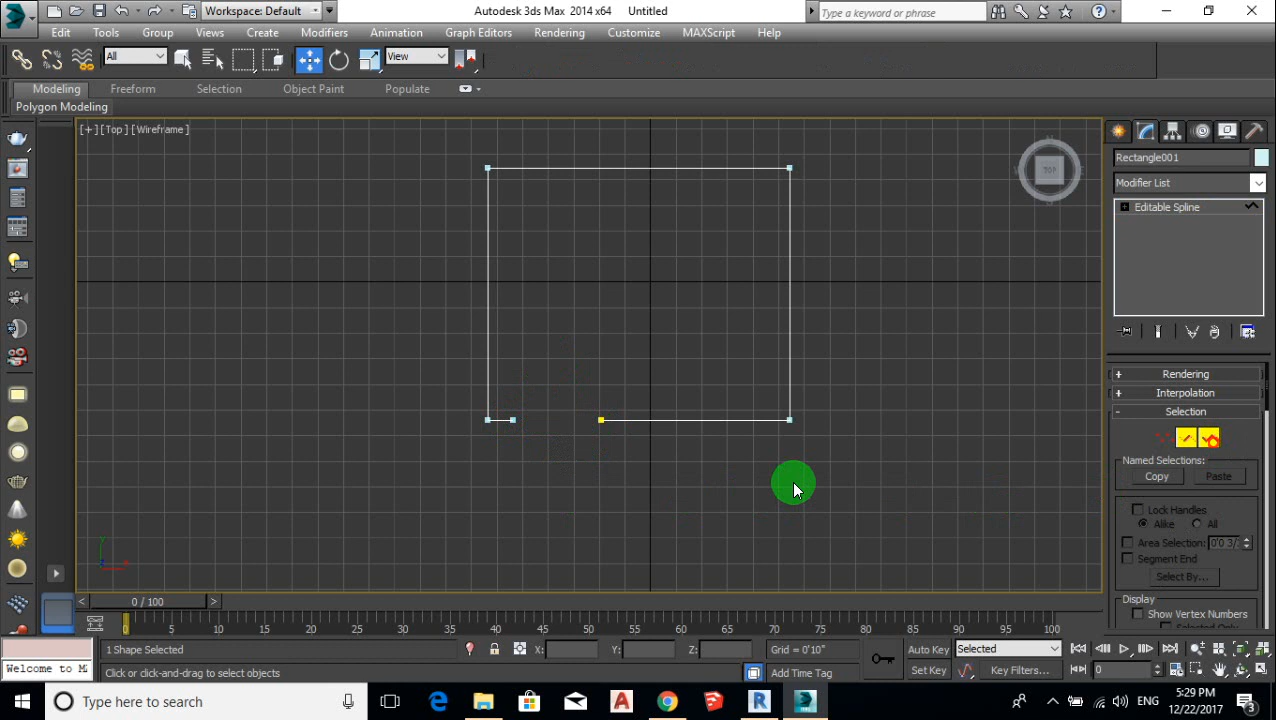 Workspace: Default
Autodesk 3ds Max 2014 x64
Untitled
Type a keyword or phrase
Edit
Tools
Group
Views
Create
Modifiers
Animation
Graph Editors
Rendering
Customize
MAXScript
Help
All
View
Modeling
Freeform
Selection
Object Paint
Populate
Polygon Modeling
[+][Top][Wireframe]
TOP
Rectangle001
Modifier List
Editable Spline
+ Rendering
+ Interpolation
- Selection
Named Selections:
Copy
Paste
Lock Handles
Alike
All
Area Selection:
Segment End
Select By...
Display
Show Vertex Numbers
0 / 100
0 5 10 15 20 25 30 35 40 45 50 55 60 65 70 75 80 85 90 95 100
1 Shape Selected
X:
Y:
Z:
Grid = 0'10"
Auto Key
Selected
Welcome to M
Click or click-and-drag to select objects
Add Time Tag
Set Key
Key Filters...
0
Type here to search
ENG
5:29 PM
12/22/2017
3